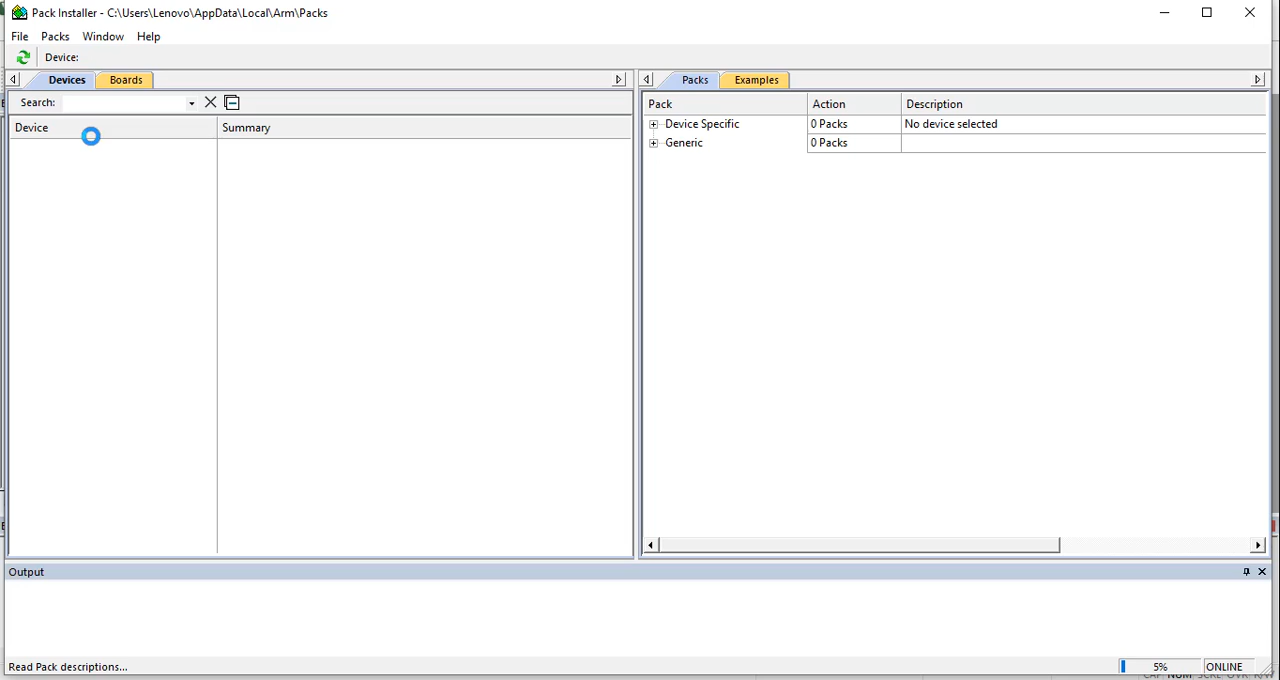 Pack Installer - C:\Users\Lenovo\AppData\Local\Arm\Packs
File Packs Window Help
Device:
Devices Boards
Packs Examples
Search:
Device Summary
Pack Action Description
Device Specific 0 Packs No device selected
Generic 0 Packs
Output
Read Pack descriptions... 5% ONLINE